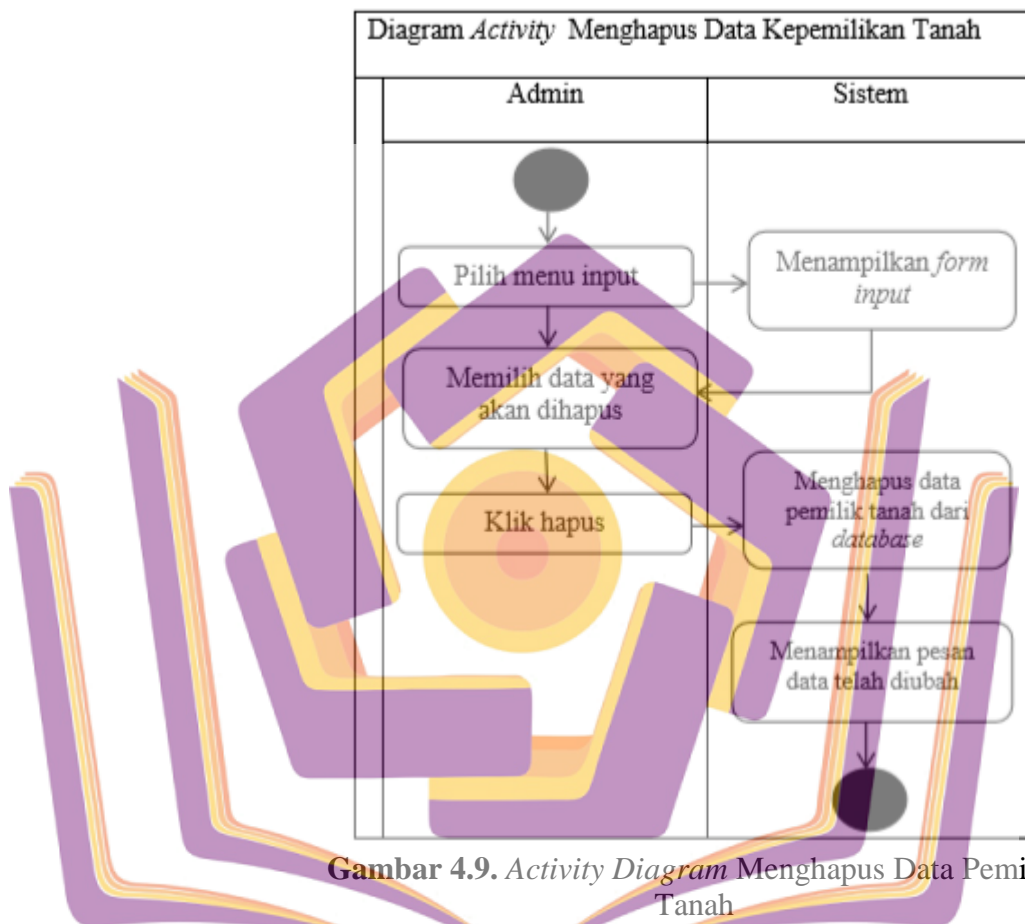 Diagram Activity Menghapus Data Kepemilikan Tanah
Admin
Sistem
Pilih menu input
Menampilkan form
input
Memilih data yang
akan dihapus
Klik hapus
Menghapus data
pemilik tanah dari
database
Menampilkan pesan
data telah diubah
Gambar 4.9. Activity Diagram Menghapus Data Pemi
Tanah